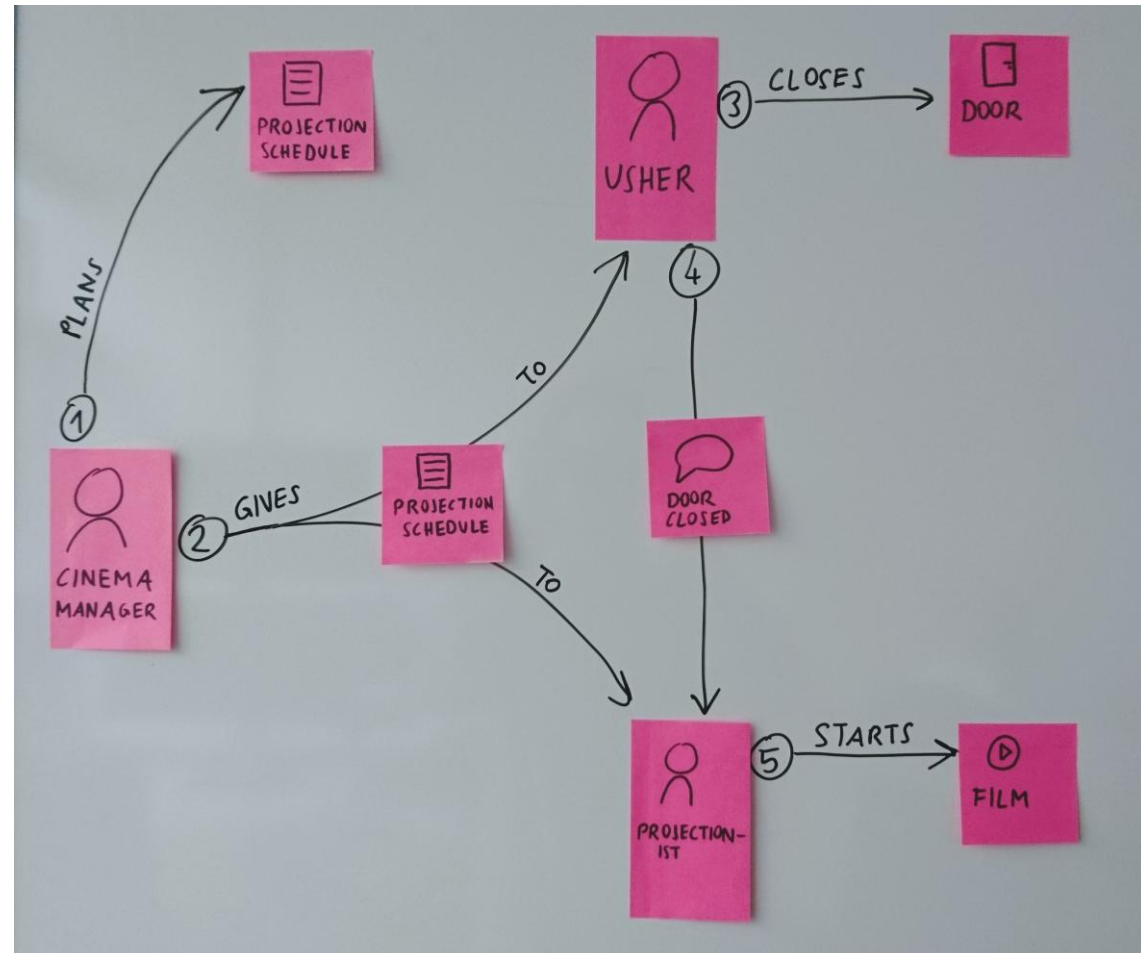 PROJECTION
SCHEDULE
PLANS
1
CINEMA
MANAGER
2
GIVES
PROJECTION
SCHEDULE
TO
TO
USHER
3
CLOSES
DOOR
4
DOOR
CLOSED
PROJECTION-
IST
5
STARTS
FILM